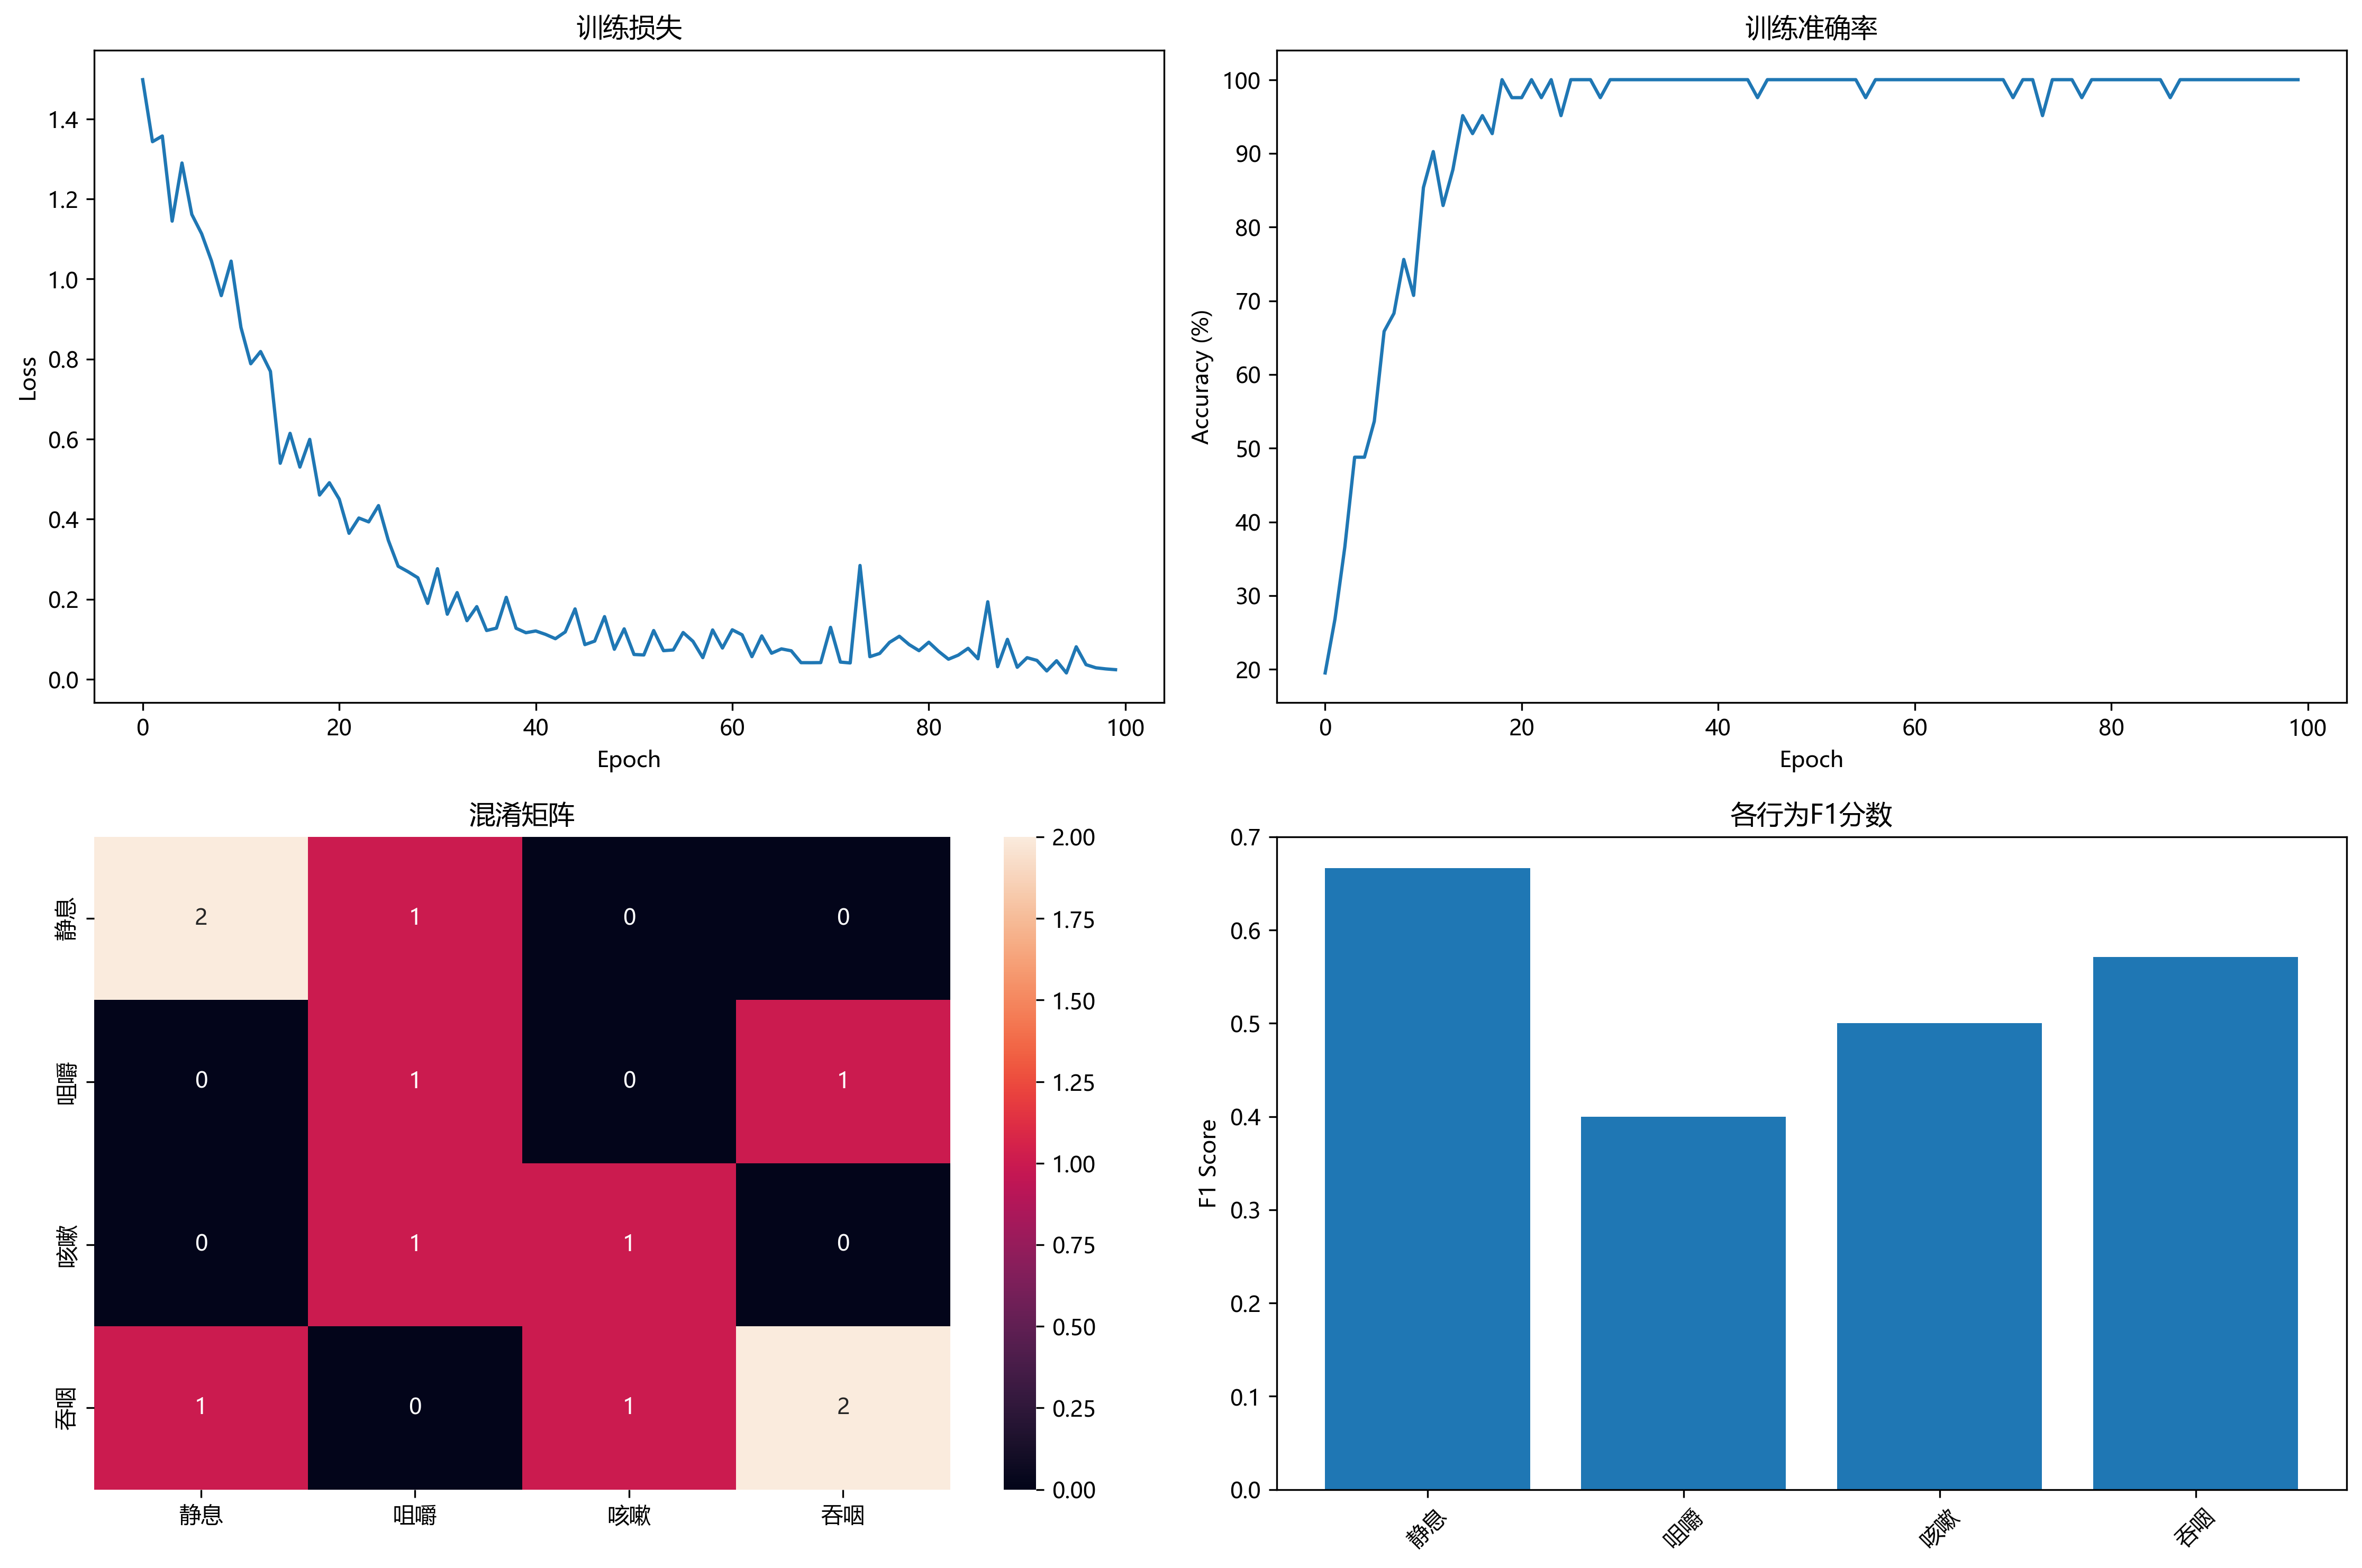 训练损失
Loss
1.4
1.2
1.0
0.8
0.6
0.4
0.2
0.0
0 20 40 60 80 100
Epoch
训练准确率
Accuracy (%)
100
90
80
70
60
50
40
30
20
0 20 40 60 80 100
Epoch
混淆矩阵
静息 2 1 0 0
咀嚼 0 1 0 1
咳嗽 0 1 1 0
吞咽 1 0 1 2
静息 咀嚼 咳嗽 吞咽
2.00
1.75
1.50
1.25
1.00
0.75
0.50
0.25
0.00
各行为F1分数
F1 Score
0.7
0.6
0.5
0.4
0.3
0.2
0.1
0.0
静息 咀嚼 咳嗽 吞咽